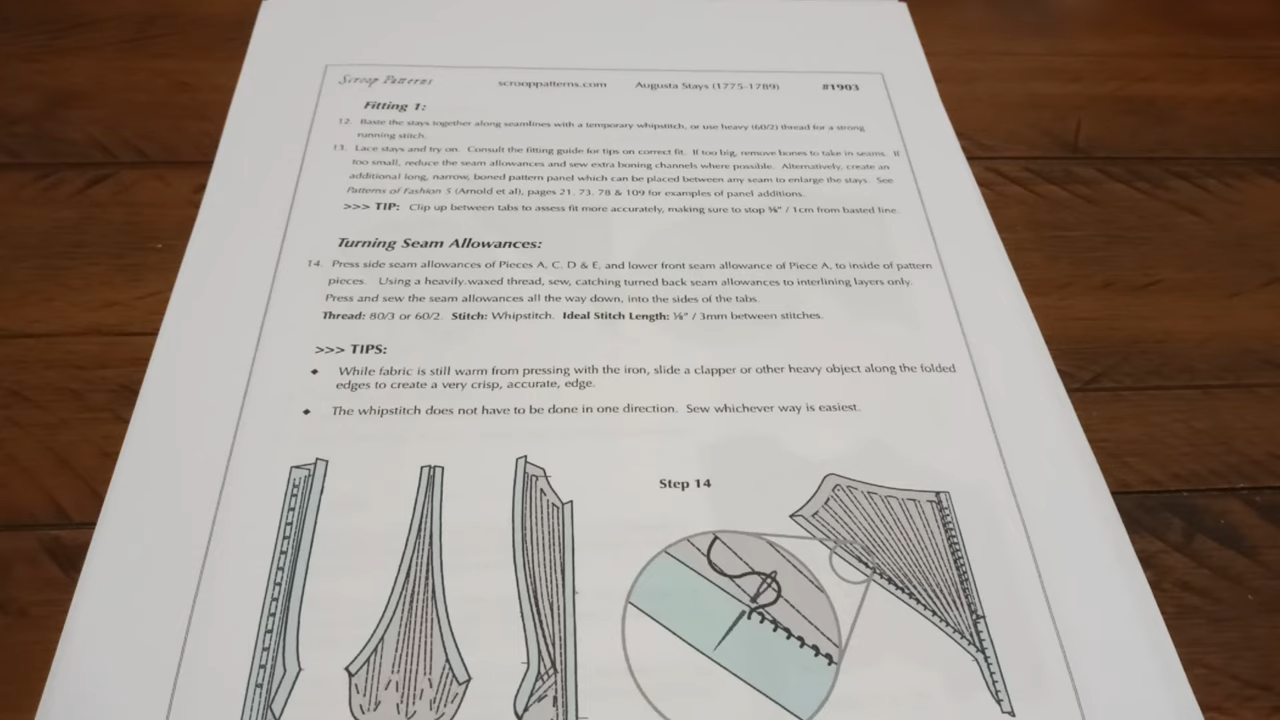 Scroop Patterns scrooppatterns.com Augusta Stays (1775-1789) #1903
Fitting 1:
12. Baste the stays together along seamlines with a temporary whipstitch, or use heavy (60/2) thread for a strong
running stitch.
13. Lace stays and try on. Consult the fitting guide for tips on correct fit. If too big, remove bones to take in seams. If
too small, reduce the seam allowances and sew extra boning channels where possible. Alternatively, create an
additional long, narrow, boned pattern panel which can be placed between any seam to enlarge the stays. See
Patterns of Fashion 5 (Arnold et al), pages 21, 73, 78 & 109 for examples of panel additions.
>>> TIP: Clip up between tabs to assess fit more accurately, making sure to stop ⅜" / 1cm from basted line.
Turning Seam Allowances:
14. Press side seam allowances of Pieces A, C, D & E, and lower front seam allowance of Piece A, to inside of pattern
pieces. Using a heavily waxed thread, sew, catching turned back seam allowances to interlining layers only.
Press and sew the seam allowances all the way down, into the sides of the tabs.
Thread: 80/3 or 60/2. Stitch: Whipstitch. Ideal Stitch Length: ⅛" / 3mm between stitches.
>>> TIPS:
◆ While fabric is still warm from pressing with the iron, slide a clapper or other heavy object along the folded
edges to create a very crisp, accurate, edge.
◆ The whipstitch does not have to be done in one direction. Sew whichever way is easiest.
Step 14